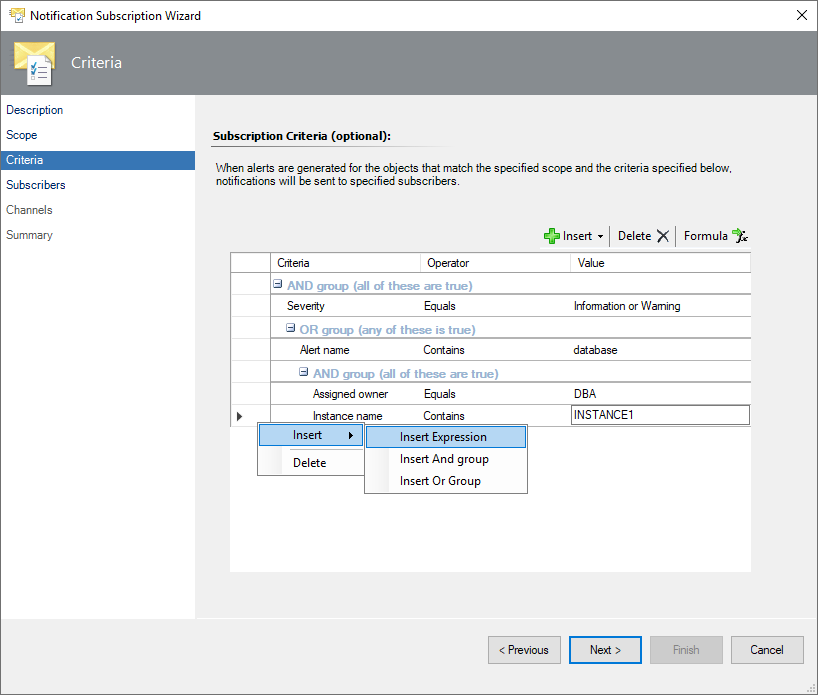 Notification Subscription Wizard
Criteria
Description
Scope
Criteria
Subscribers
Channels
Summary
Subscription Criteria (optional):
When alerts are generated for the objects that match the specified scope and the criteria specified below,
notifications will be sent to specified subscribers.
Insert Delete Formula
Criteria Operator Value
AND group (all of these are true)
Severity Equals Information or Warning
OR group (any of these is true)
Alert name Contains database
AND group (all of these are true)
Assigned owner Equals DBA
Instance name Contains INSTANCE1
Insert
Delete
Insert Expression
Insert And group
Insert Or Group
< Previous Next > Finish Cancel